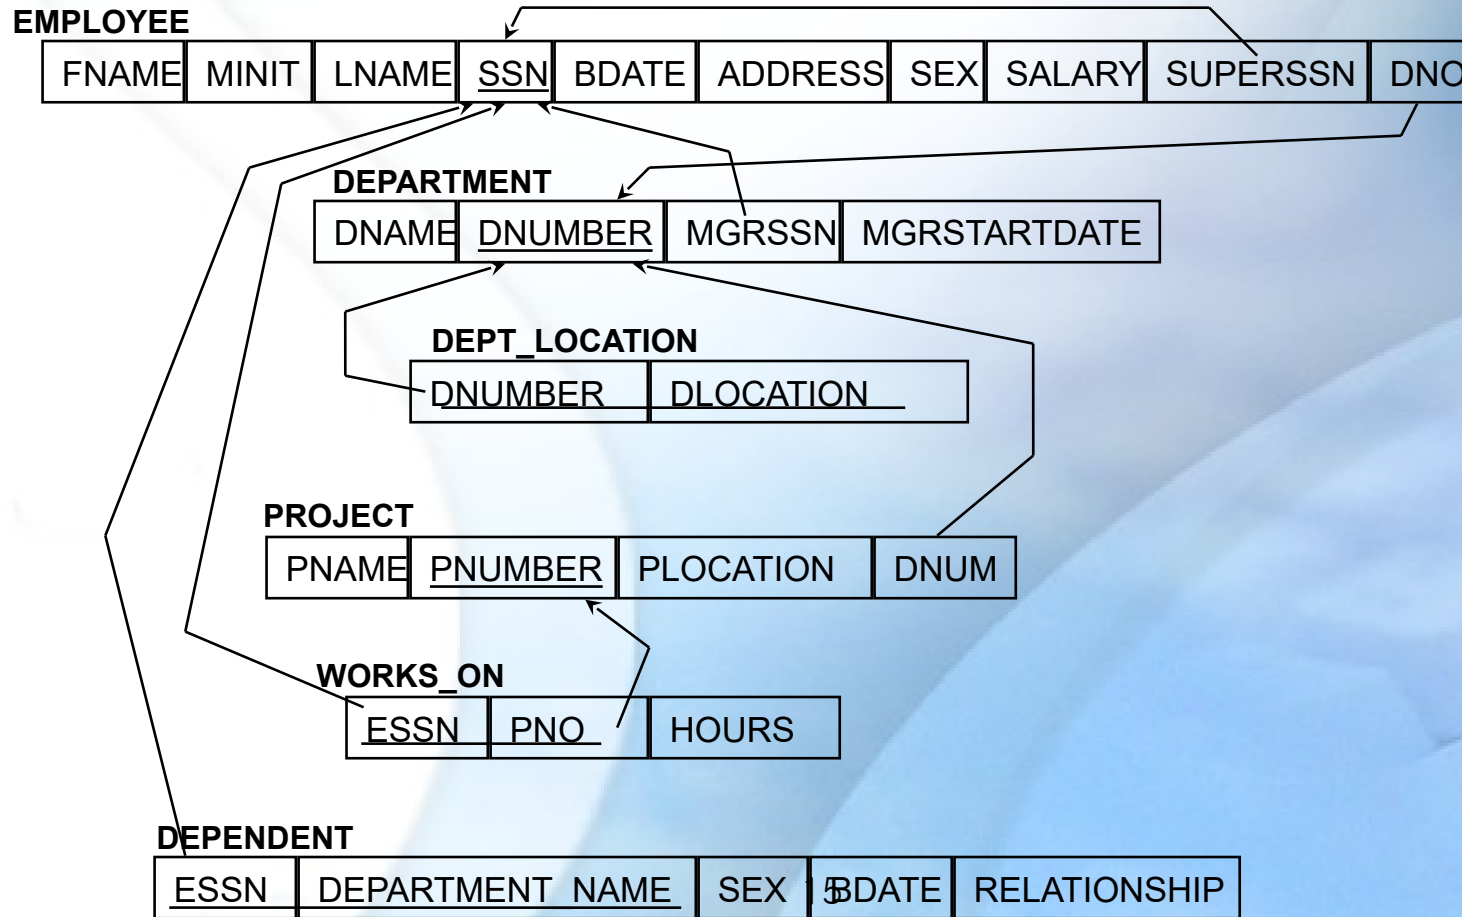 EMPLOYEE
FNAME MINIT LNAME SSN BDATE ADDRESS SEX SALARY SUPERSSN DNO
DEPARTMENT
DNAME DNUMBER MGRSSN MGRSTARTDATE
DEPT_LOCATION
DNUMBER DLOCATION
PROJECT
PNAME PNUMBER PLOCATION DNUM
WORKS_ON
ESSN PNO HOURS
DEPENDENT
ESSN DEPARTMENT_NAME SEX BDATE RELATIONSHIP
15